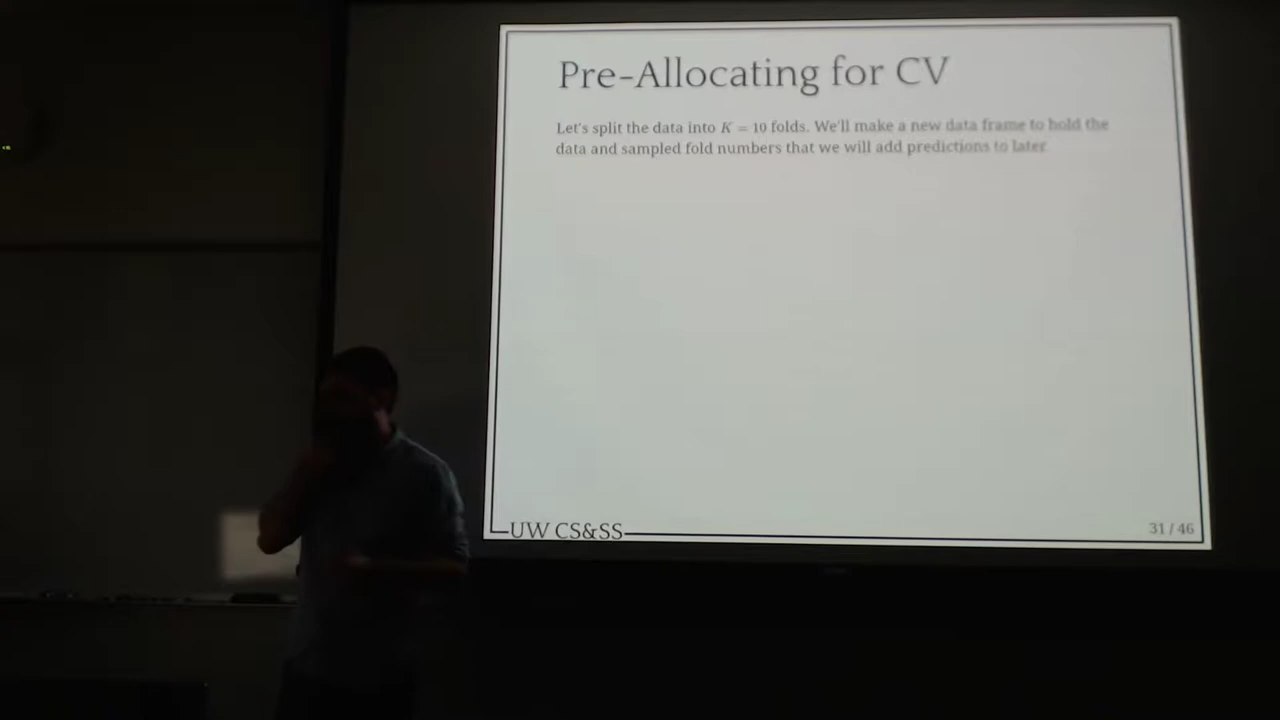 Pre-Allocating for CV
Let's split the data into K = 10 folds. We'll make a new data frame to hold the
data and sampled fold numbers that we will add predictions to later.
UW CS&SS
31 / 46